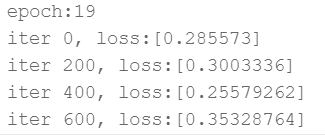 epoch:19
iter 0, loss:[0.285573]
iter 200, loss:[0.3003336]
iter 400, loss:[0.25579262]
iter 600, loss:[0.35328764]